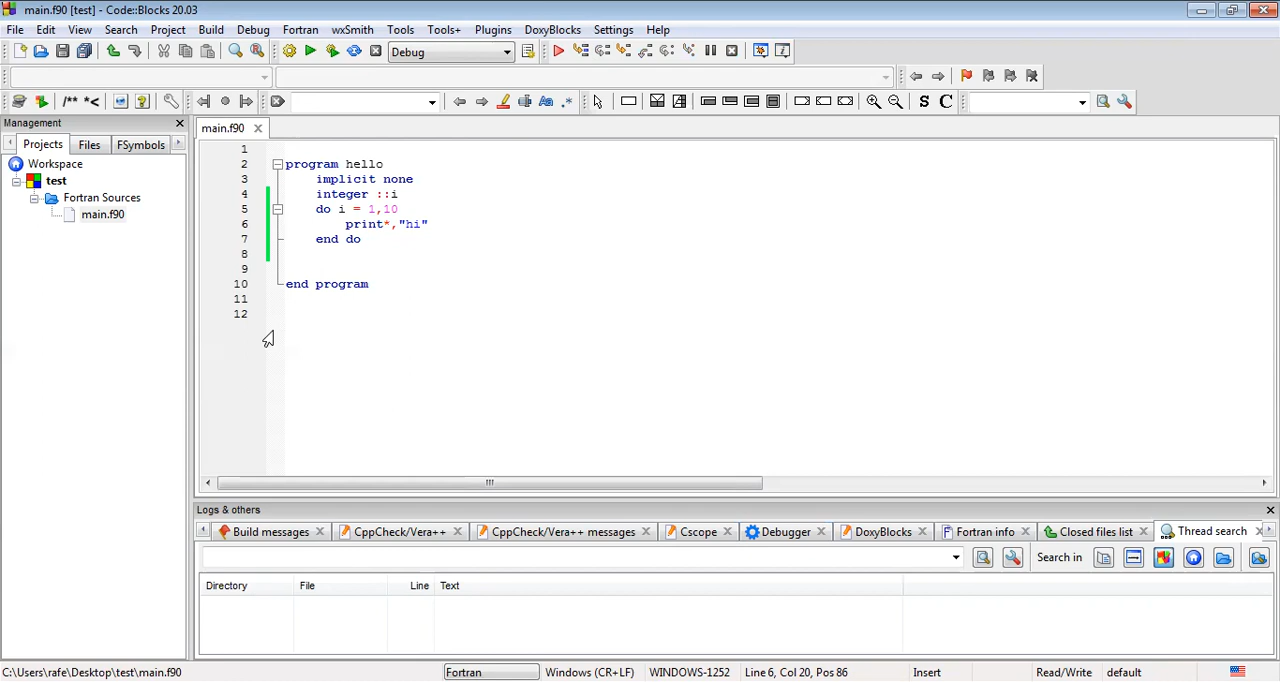 main.f90 [test] - Code::Blocks 20.03
File Edit View Search Project Build Debug Fortran wxSmith Tools Tools+ Plugins DoxyBlocks Settings Help
Debug
/** *< Aa .* S C
Management
main.f90
Projects Files FSymbols
Workspace
test
Fortran Sources
main.f90
1
2 program hello
3 implicit none
4 integer ::i
5 do i = 1,10
6 print*,"hi"
7 end do
8
9
10 end program
11
12
Logs & others
Build messages CppCheck/Vera++ CppCheck/Vera++ messages Cscope Debugger DoxyBlocks Fortran info Closed files list Thread search
Search in
Directory File Line Text
C:\Users\rafe\Desktop\test\main.f90 Fortran Windows (CR+LF) WINDOWS-1252 Line 6, Col 20, Pos 86 Insert Read/Write default